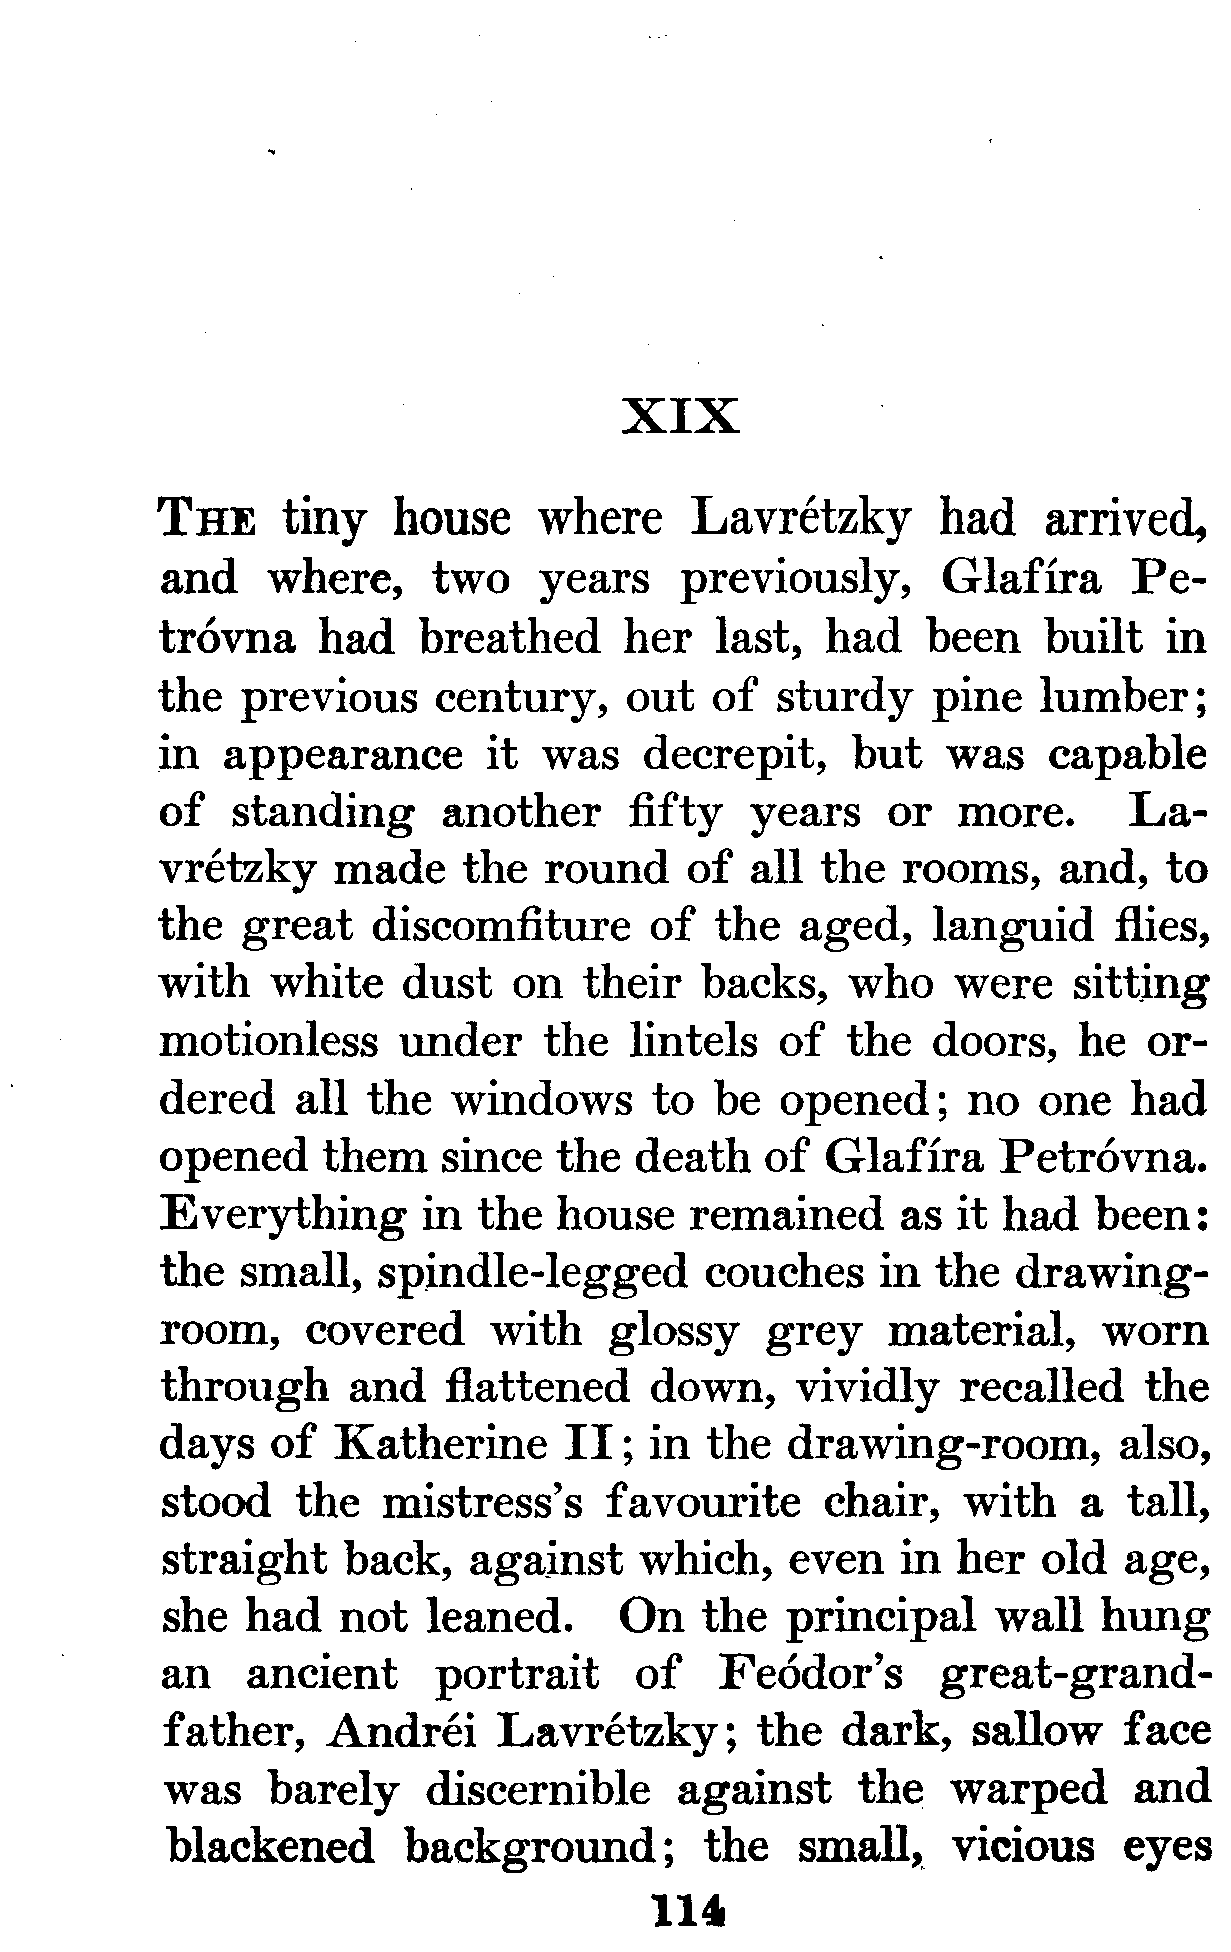 XIX
THE tiny house where Lavrétzky had arrived,
and where, two years previously, Glafíra Pe-
tróvna had breathed her last, had been built in
the previous century, out of sturdy pine lumber;
in appearance it was decrepit, but was capable
of standing another fifty years or more. La-
vrétzky made the round of all the rooms, and, to
the great discomfiture of the aged, languid flies,
with white dust on their backs, who were sitting
motionless under the lintels of the doors, he or-
dered all the windows to be opened; no one had
opened them since the death of Glafíra Petróvna.
Everything in the house remained as it had been:
the small, spindle-legged couches in the drawing-
room, covered with glossy grey material, worn
through and flattened down, vividly recalled the
days of Katherine II; in the drawing-room, also,
stood the mistress's favourite chair, with a tall,
straight back, against which, even in her old age,
she had not leaned. On the principal wall hung
an ancient portrait of Feódor's great-grand-
father, Andréi Lavrétzky; the dark, sallow face
was barely discernible against the warped and
blackened background; the small, vicious eyes
114